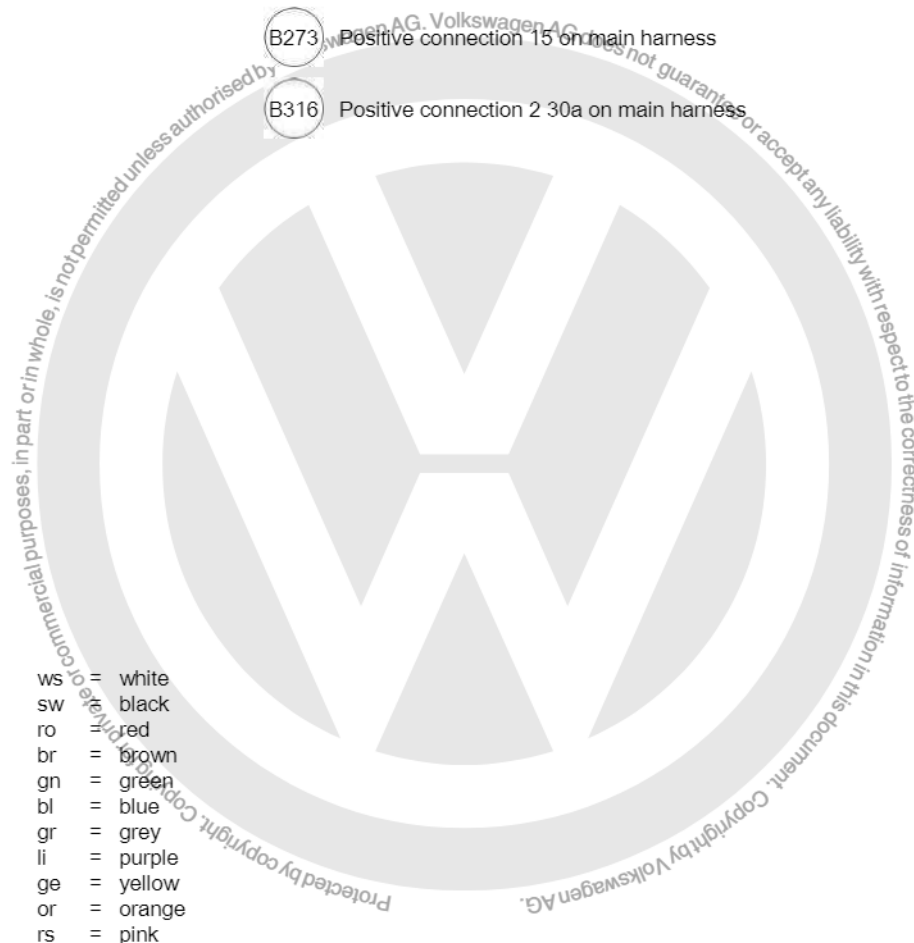 B273 Positive connection 15 on main harness
B316 Positive connection 2 30a on main harness
ws = white
sw = black
ro = red
br = brown
gn = green
bl = blue
gr = grey
li = purple
ge = yellow
or = orange
rs = pink
Protected by copyright. Copying for private or commercial purposes, in part or in whole, is not permitted unless authorised by Volkswagen AG. Volkswagen AG does not guarantee or accept any liability with respect to the correctness of information in this document. Copyright by Volkswagen AG.